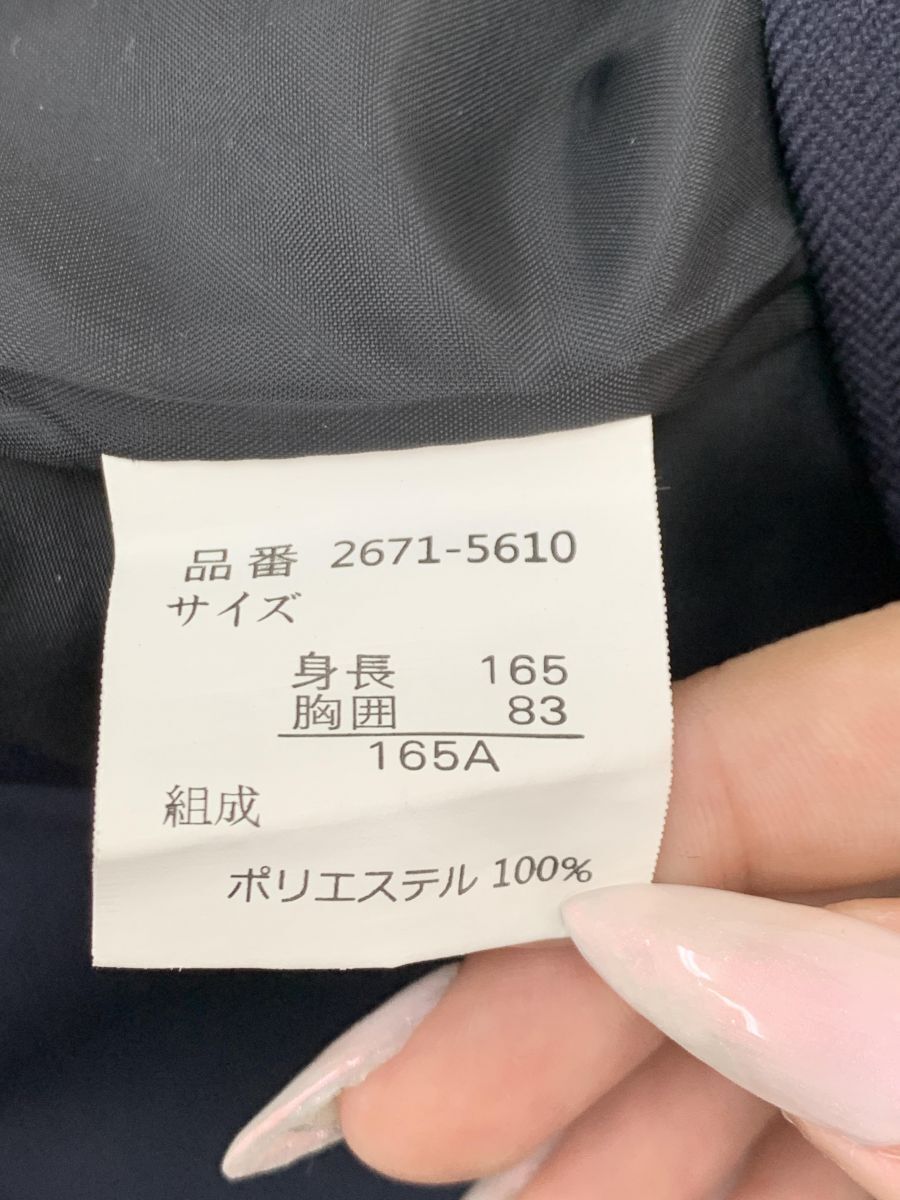 品番 2671-5610
サイズ
身長 165
胸囲 83
165A
組成
ポリエステル 100%